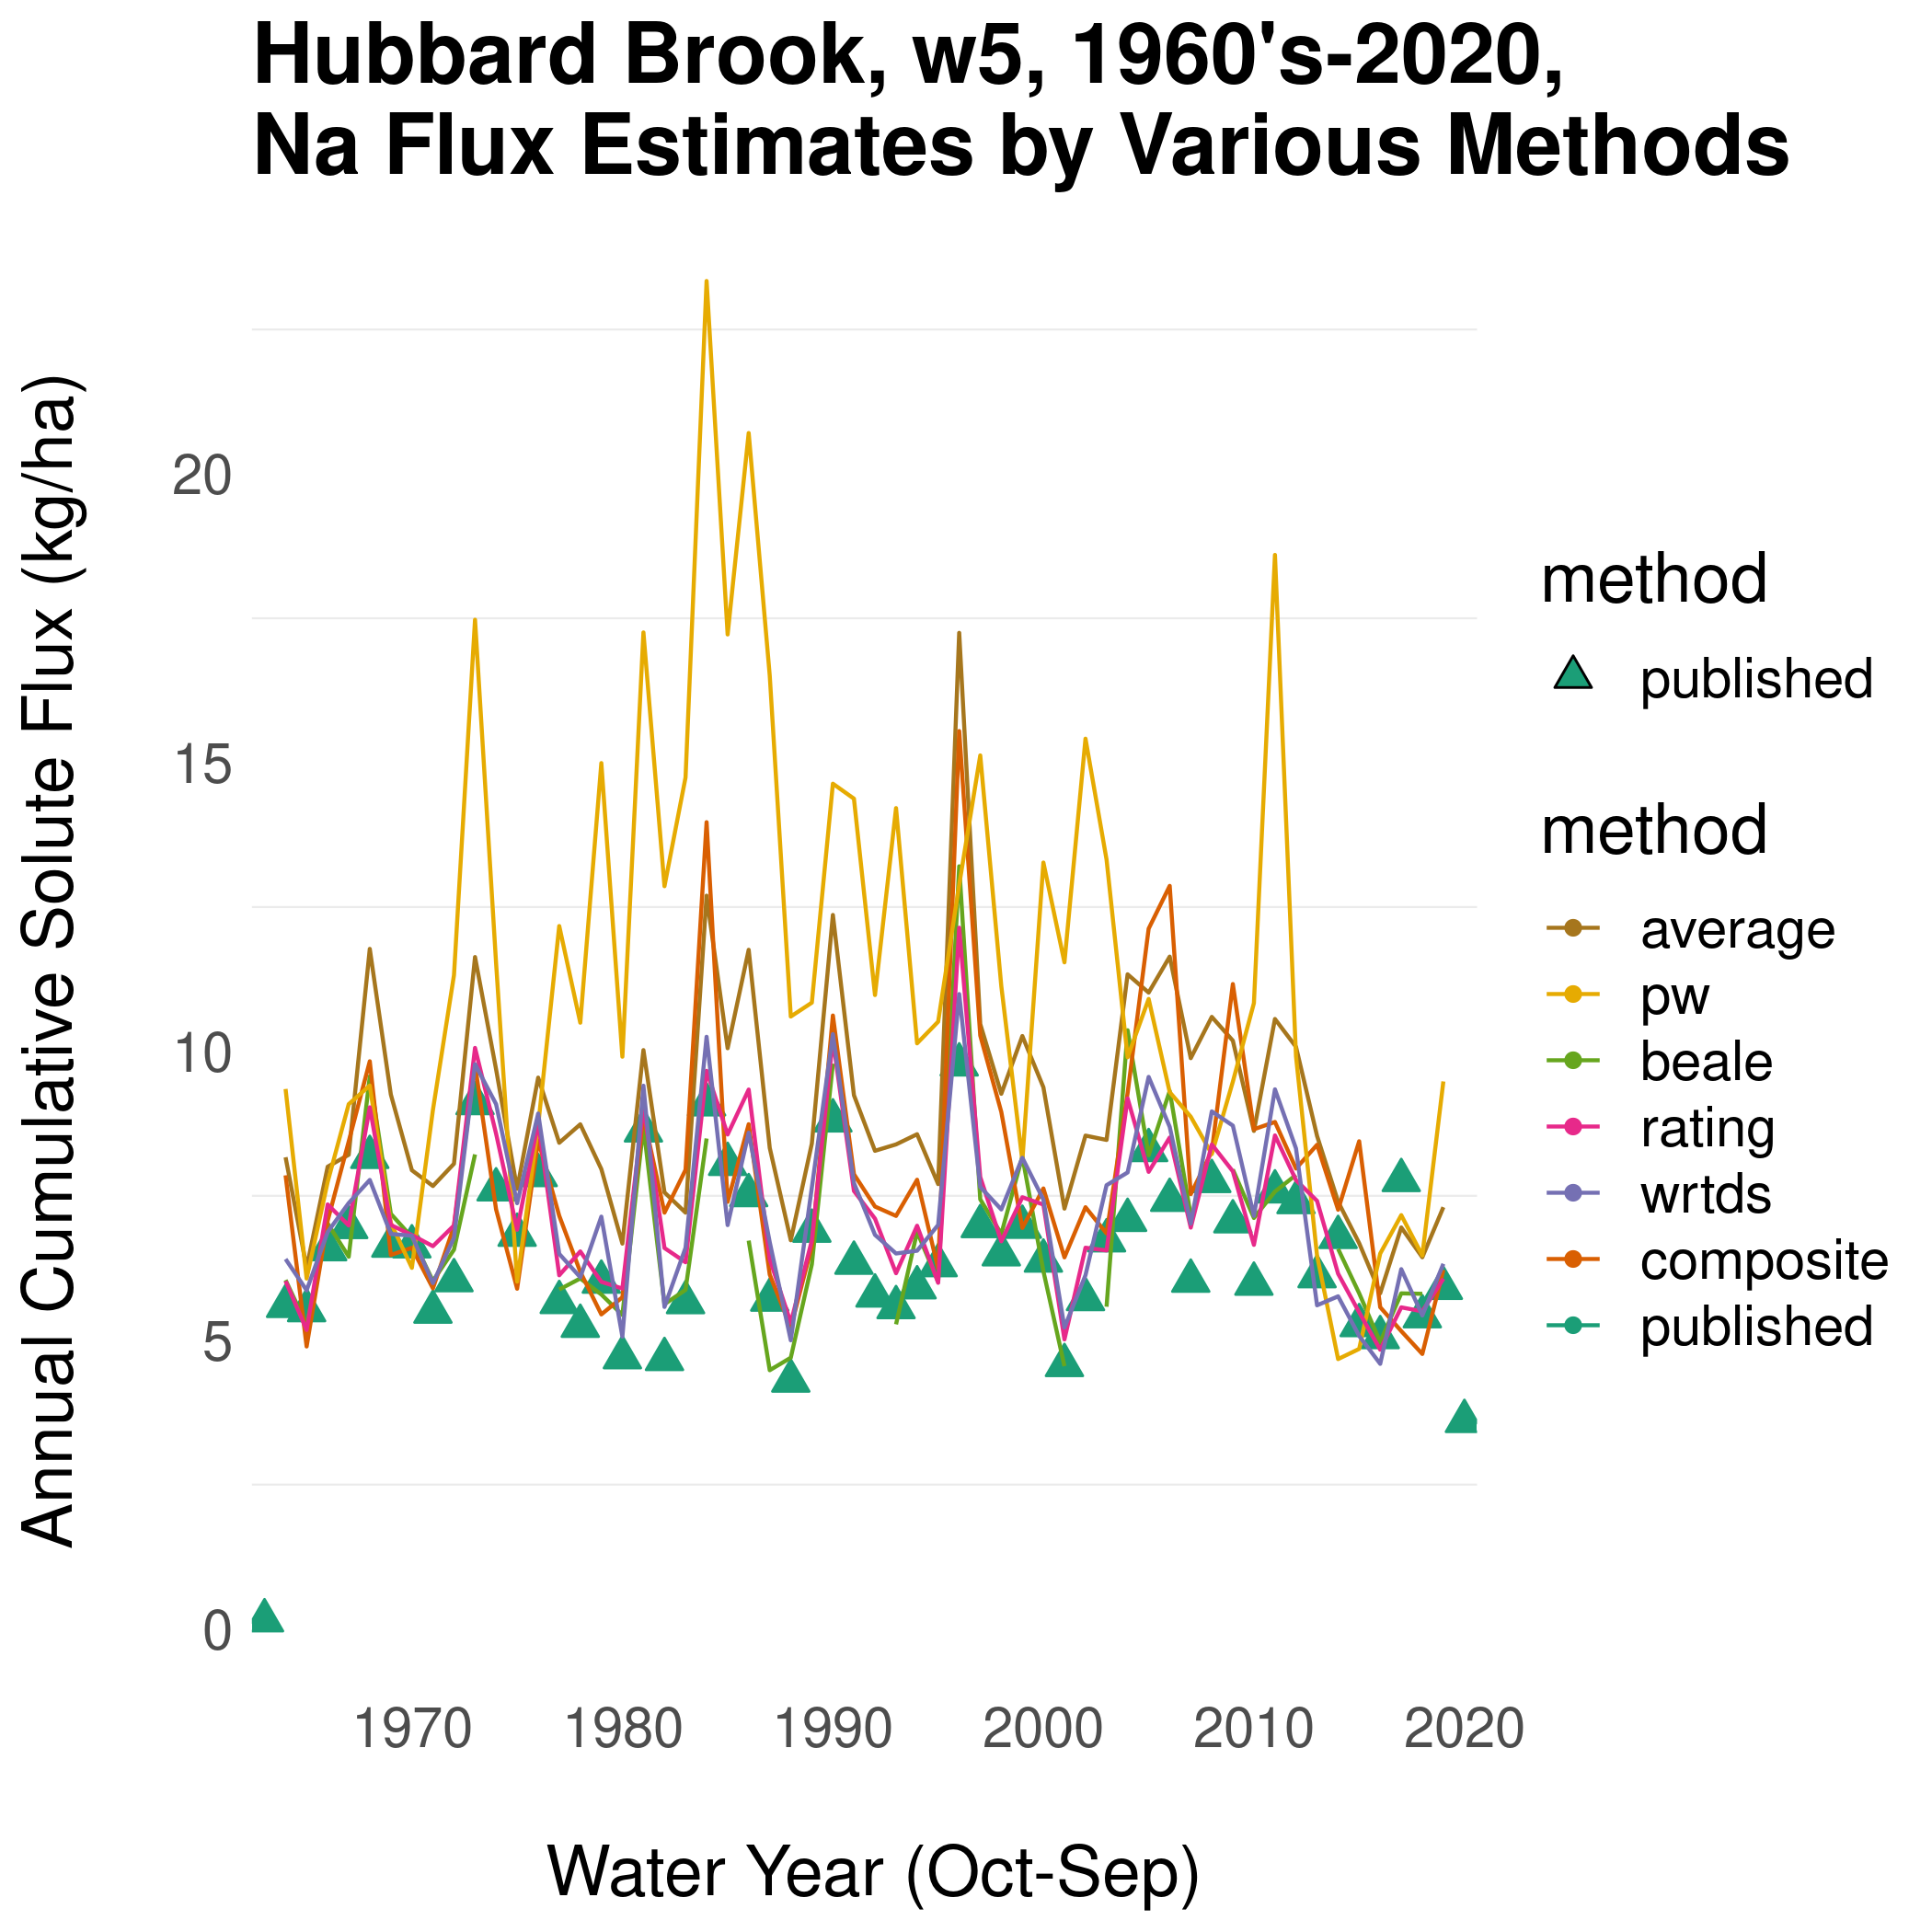 Hubbard Brook, w5, 1960's-2020,
Na Flux Estimates by Various Methods
Annual Cumulative Solute Flux (kg/ha)
20
15
10
5
0
1970 1980 1990 2000 2010 2020
Water Year (Oct-Sep)
method
published
method
average
pw
beale
rating
wrtds
composite
published